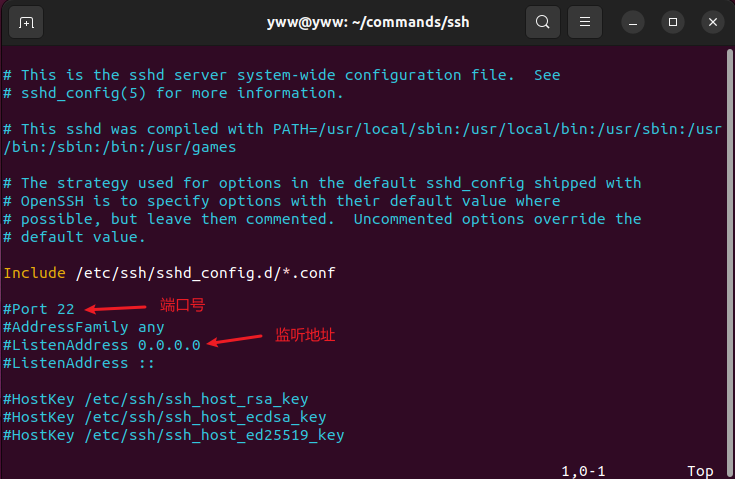 yww@yww: ~/commands/ssh
# This is the sshd server system-wide configuration file.  See
# sshd_config(5) for more information.
# This sshd was compiled with PATH=/usr/local/sbin:/usr/local/bin:/usr/sbin:/usr
/bin:/sbin:/bin:/usr/games
# The strategy used for options in the default sshd_config shipped with
# OpenSSH is to specify options with their default value where
# possible, but leave them commented.  Uncommented options override the
# default value.
Include /etc/ssh/sshd_config.d/*.conf
#Port 22 端口号
#AddressFamily any
#ListenAddress 0.0.0.0 监听地址
#ListenAddress ::
#HostKey /etc/ssh/ssh_host_rsa_key
#HostKey /etc/ssh/ssh_host_ecdsa_key
#HostKey /etc/ssh/ssh_host_ed25519_key
1,0-1 Top